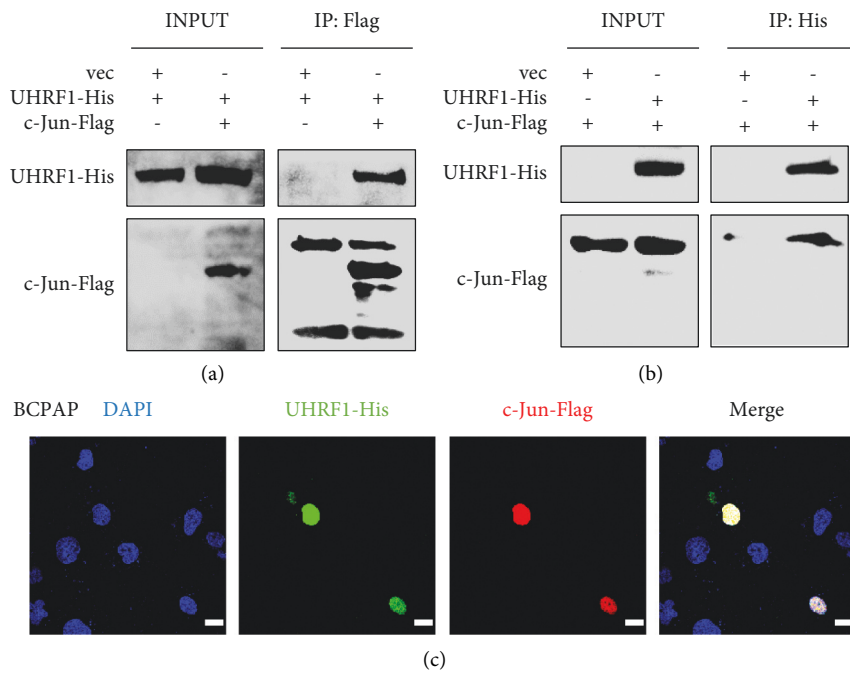 INPUT IP: Flag
vec + - + -
UHRF1-His + + + +
c-Jun-Flag - + - +
UHRF1-His
c-Jun-Flag
(a)
INPUT IP: His
vec + - + -
UHRF1-His - + - +
c-Jun-Flag + + + +
UHRF1-His
c-Jun-Flag
(b)
BCPAP DAPI UHRF1-His c-Jun-Flag Merge
(c)